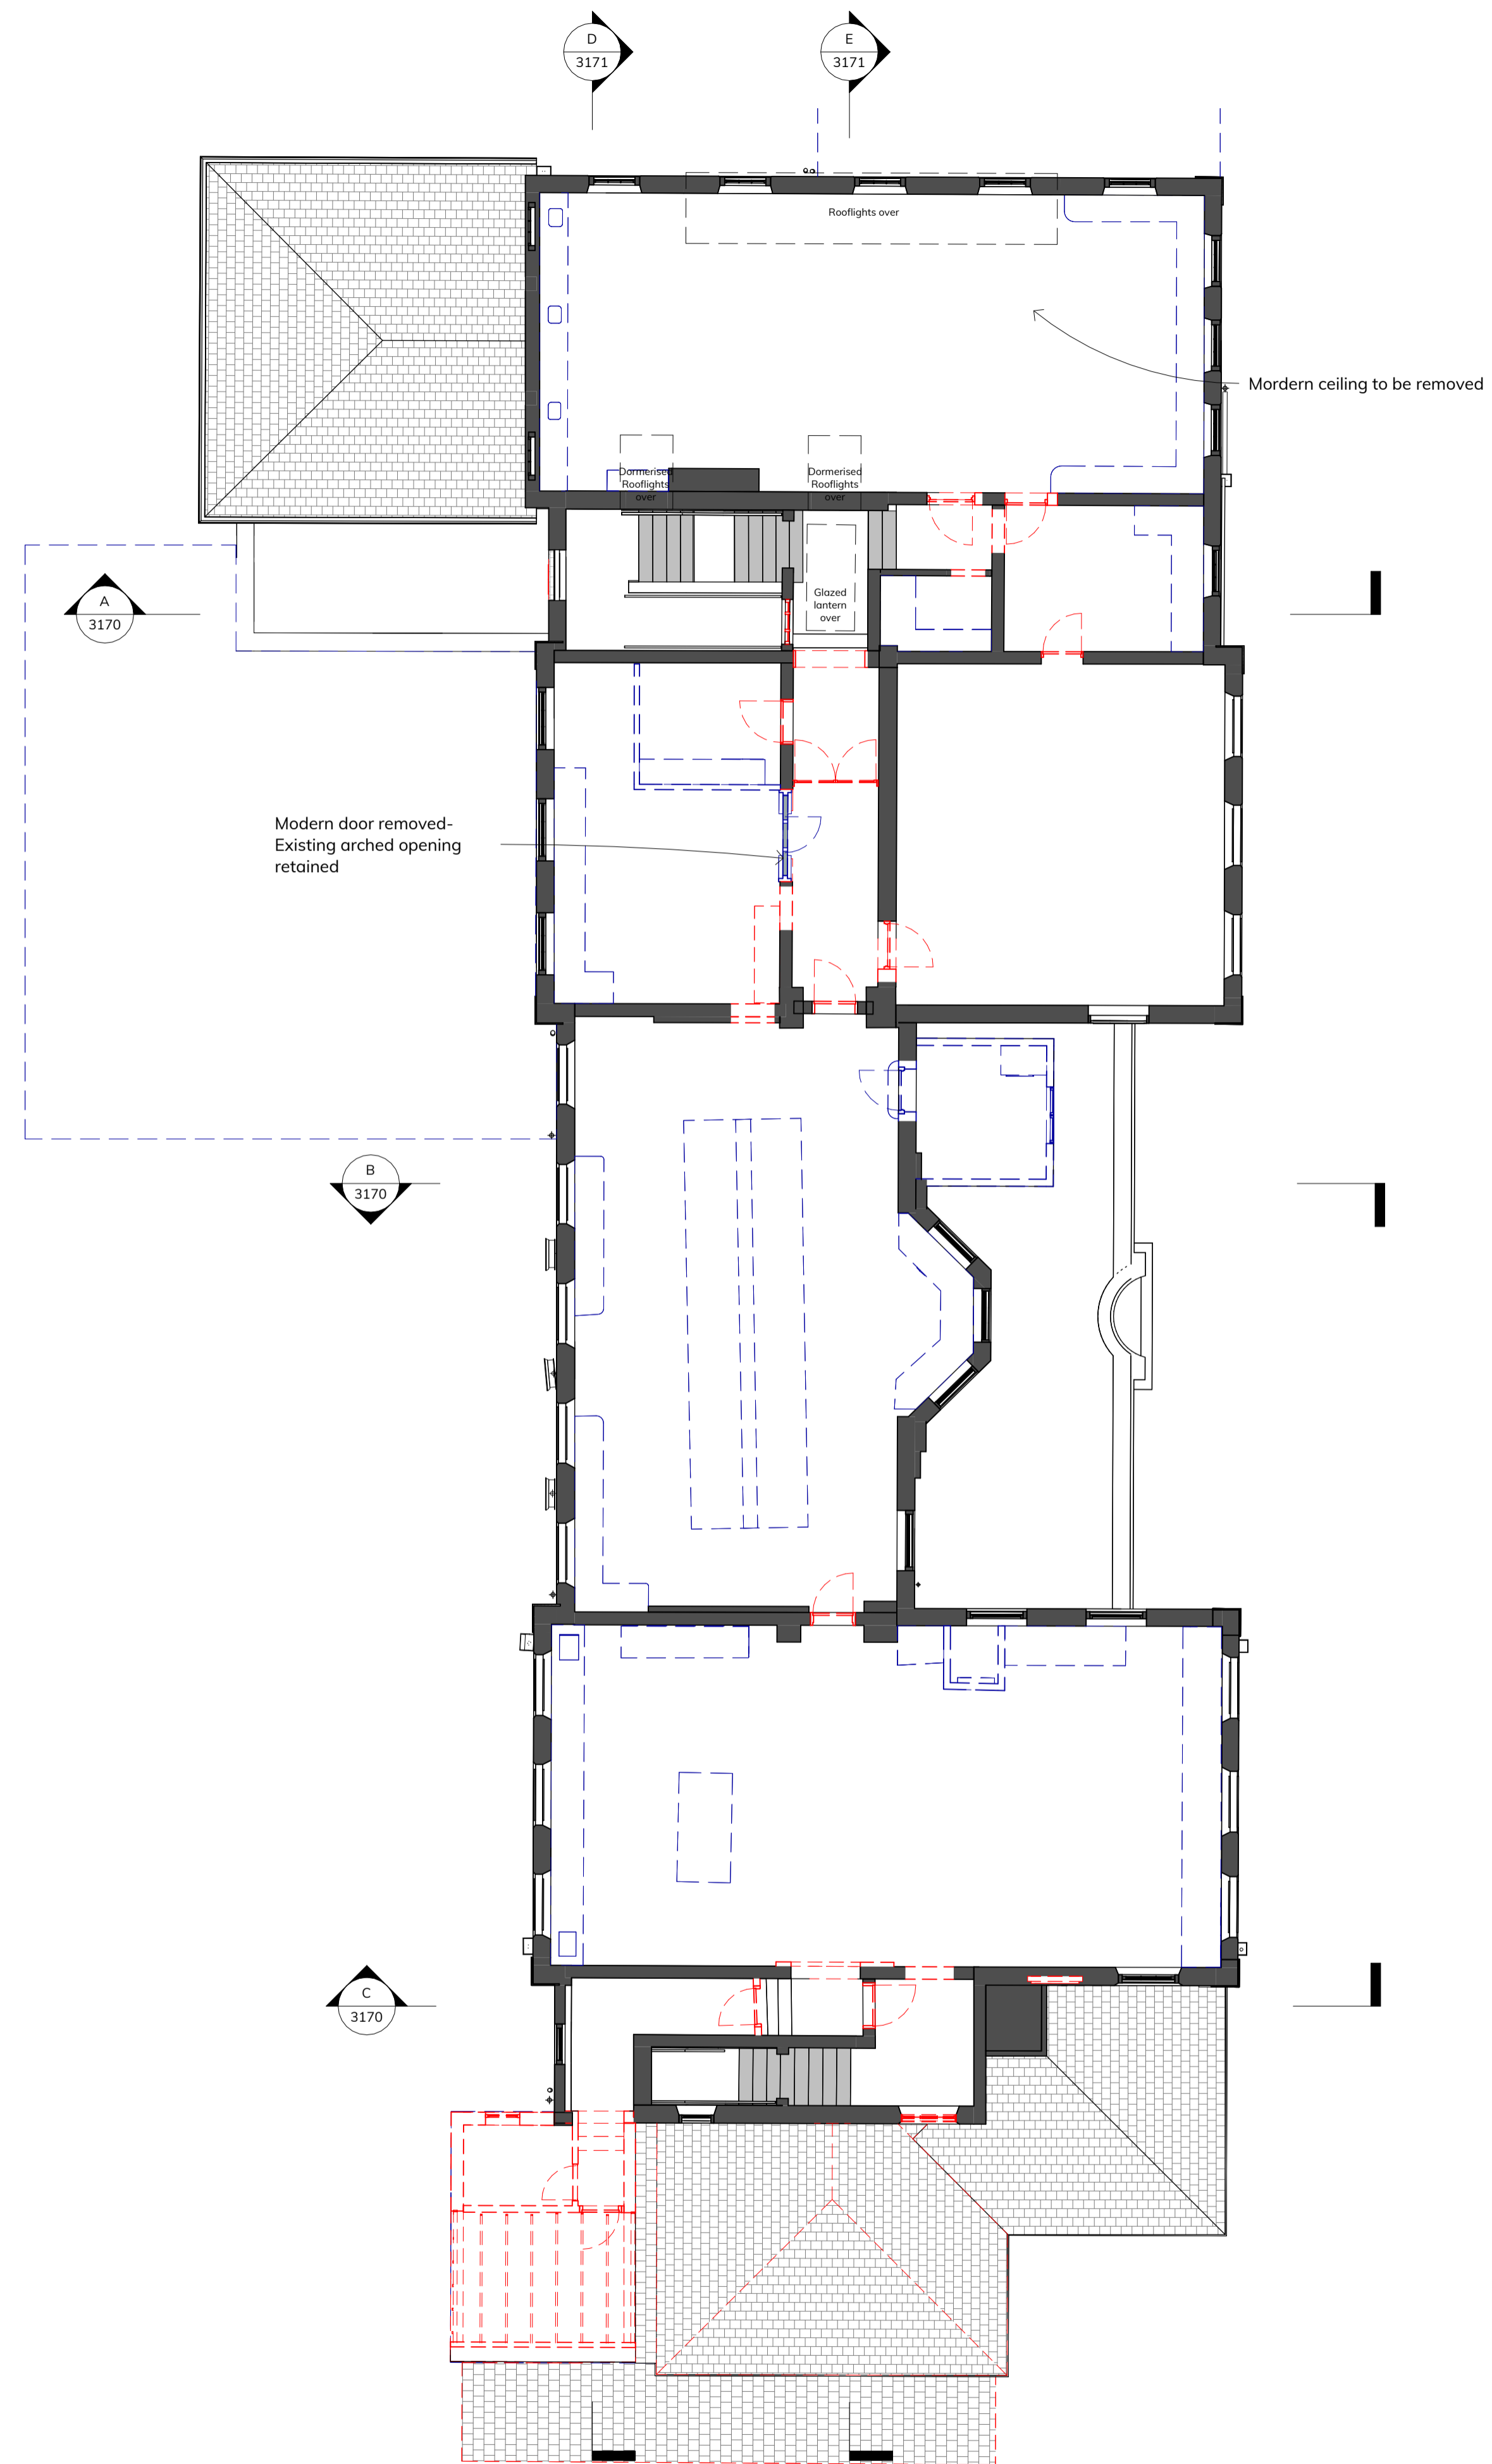 D
3171
E
3171
Rooflights over
Mordern ceiling to be removed
Dormerised
Rooflights
over
Dormerised
Rooflights
over
A
3170
Glazed
lantern
over
Modern door removed-
Existing arched opening
retained
B
3170
C
3170